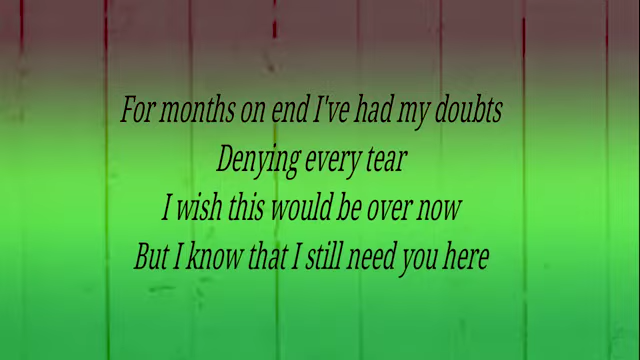 For months on end I've had my doubts
Denying every tear
I wish this would be over now
But I know that I still need you here